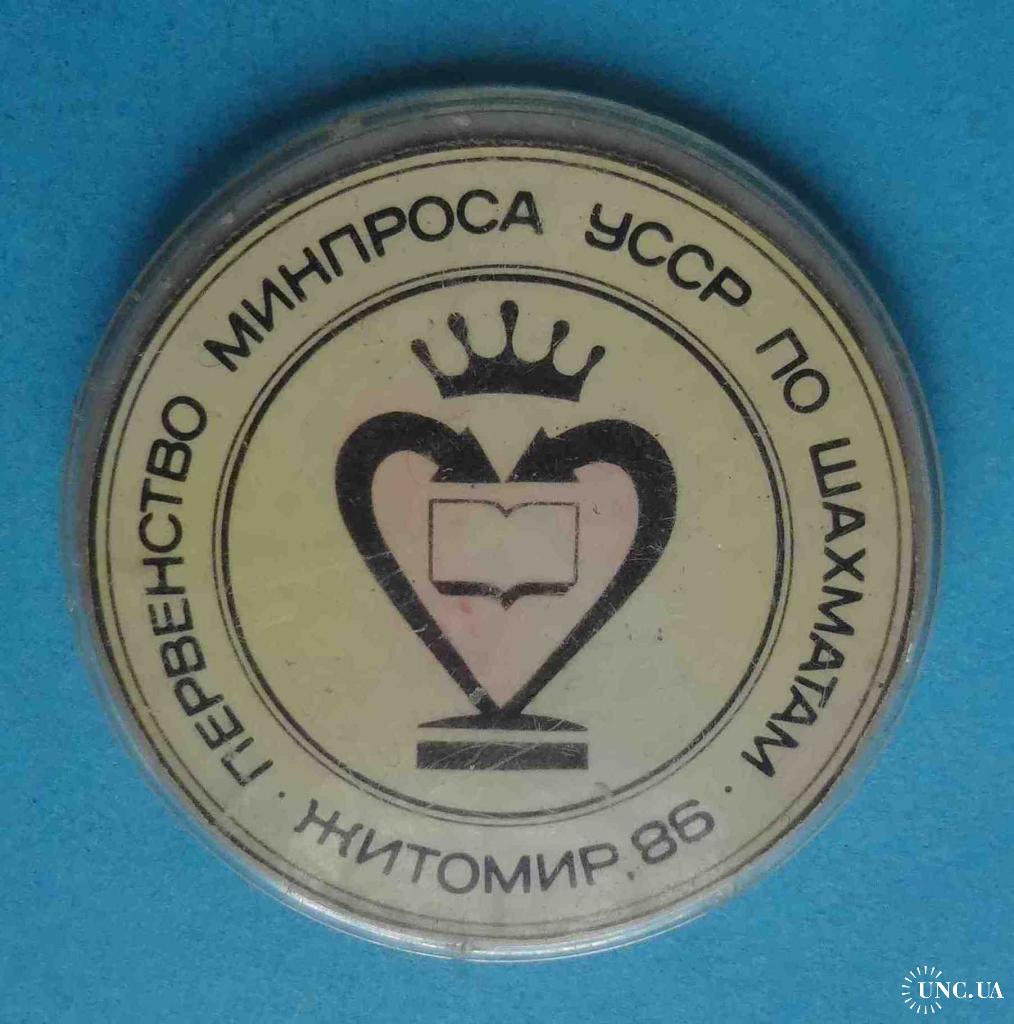 ПЕРВЕНСТВО МИНПРОСА УССР ПО ШАХМАТАМ
· ЖИТОМИР, 86 ·
UNC.UA